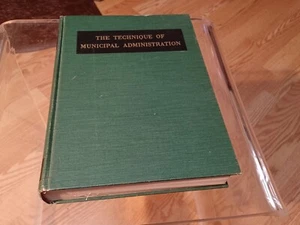 THE TECHNIQUE OF
MUNICIPAL ADMINISTRATION